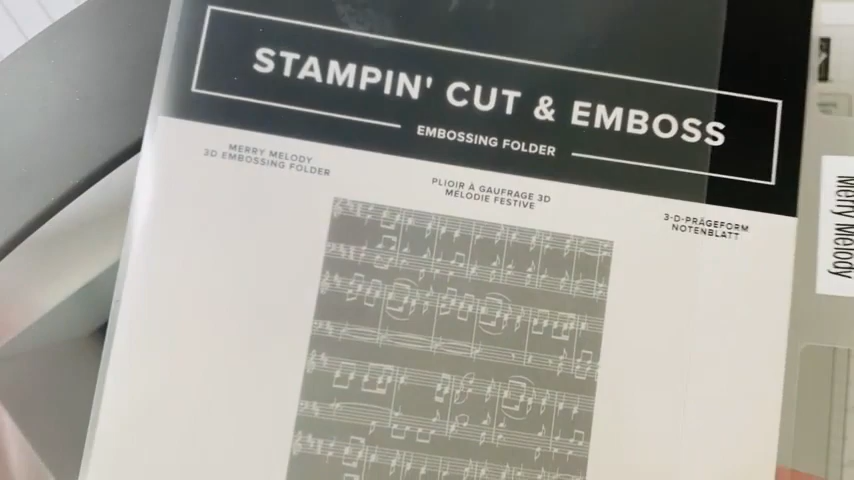 STAMPIN' CUT & EMBOSS
EMBOSSING FOLDER
MERRY MELODY
3D EMBOSSING FOLDER
PLIOIR À GAUFRAGE 3D
MÉLODIE FESTIVE
3-D-PRÄGEFORM
NOTENBLATT
Merry Melody